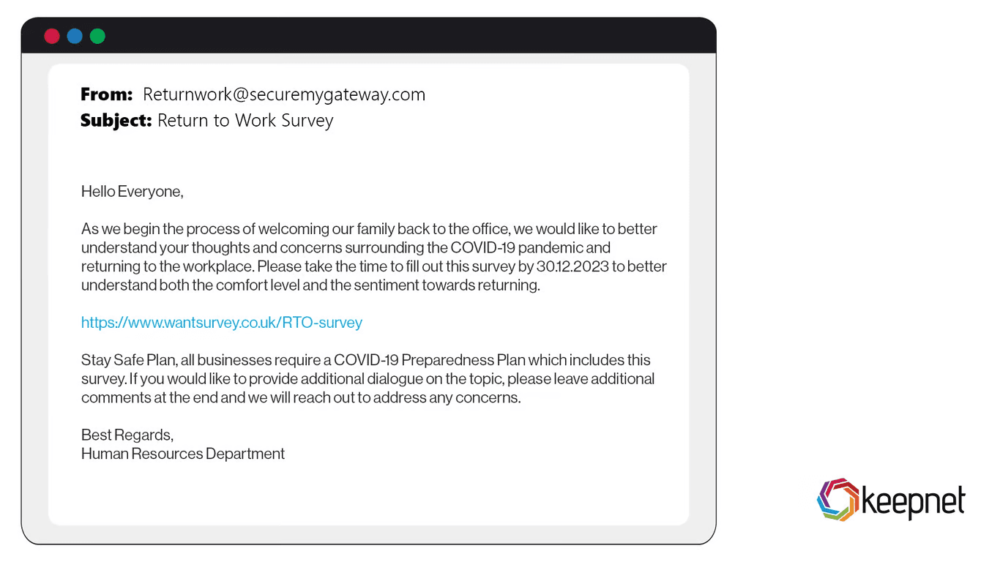 From: Returnwork@securemygateway.com
Subject: Return to Work Survey
Hello Everyone,
As we begin the process of welcoming our family back to the office, we would like to better
understand your thoughts and concerns surrounding the COVID-19 pandemic and
returning to the workplace. Please take the time to fill out this survey by 30.12.2023 to better
understand both the comfort level and the sentiment towards returning.
https://www.wantsurvey.co.uk/RTO-survey
Stay Safe Plan, all businesses require a COVID-19 Preparedness Plan which includes this
survey. If you would like to provide additional dialogue on the topic, please leave additional
comments at the end and we will reach out to address any concerns.
Best Regards,
Human Resources Department
keepnet